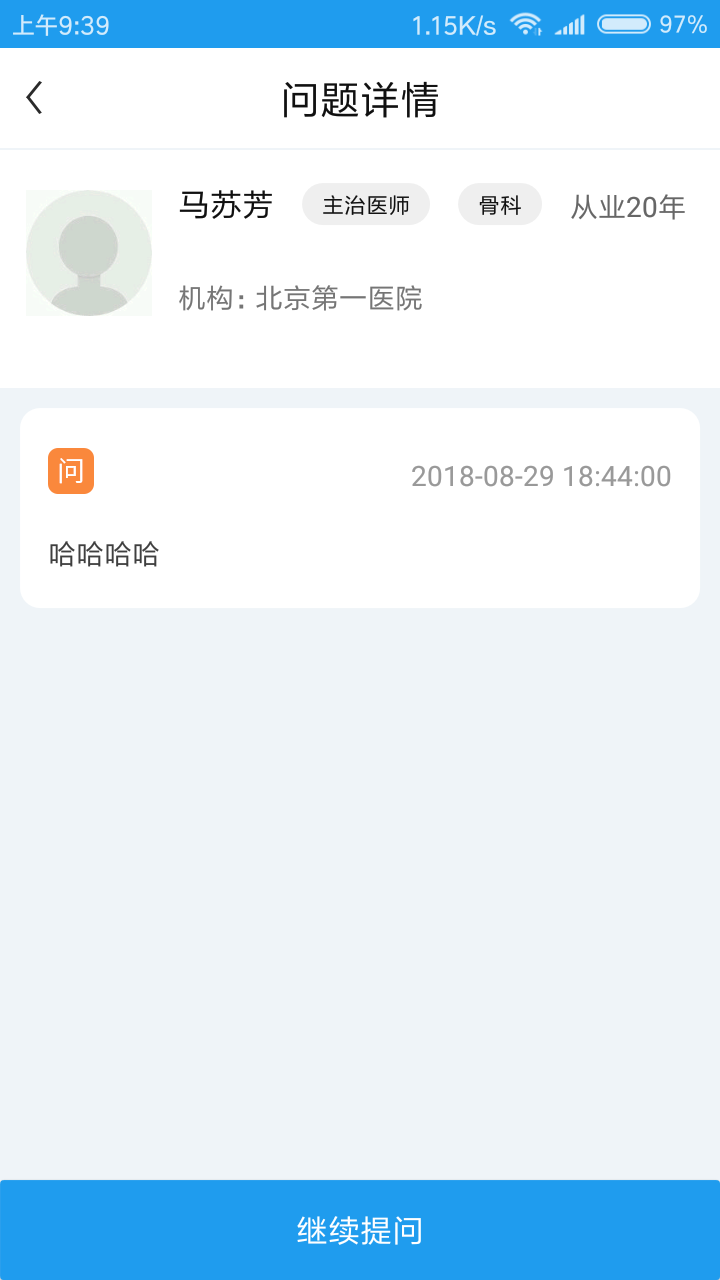 上午9:39 1.15K/s 97%
问题详情
马苏芳 主治医师 骨科 从业20年
机构：北京第一医院
问 2018-08-29 18:44:00
哈哈哈哈
继续提问